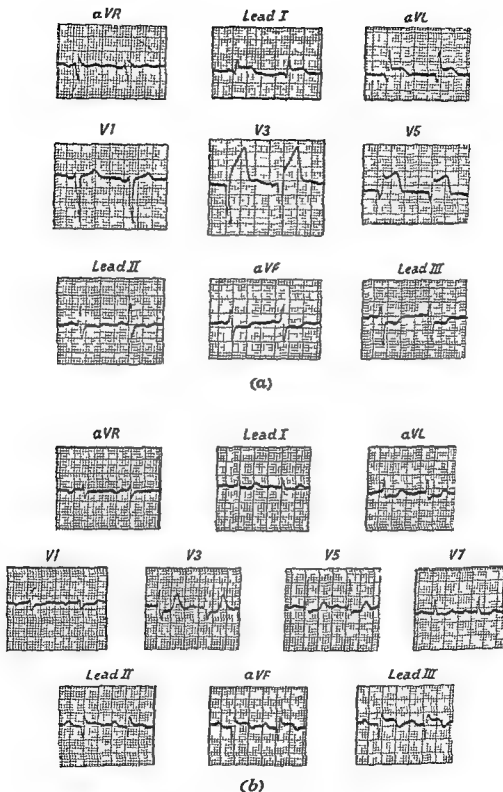 aVR Lead I aVL
V1 V3 V5
Lead II aVF Lead III
(a)
aVR Lead I aVL
V1 V3 V5 V7
Lead II aVF Lead III
(b)